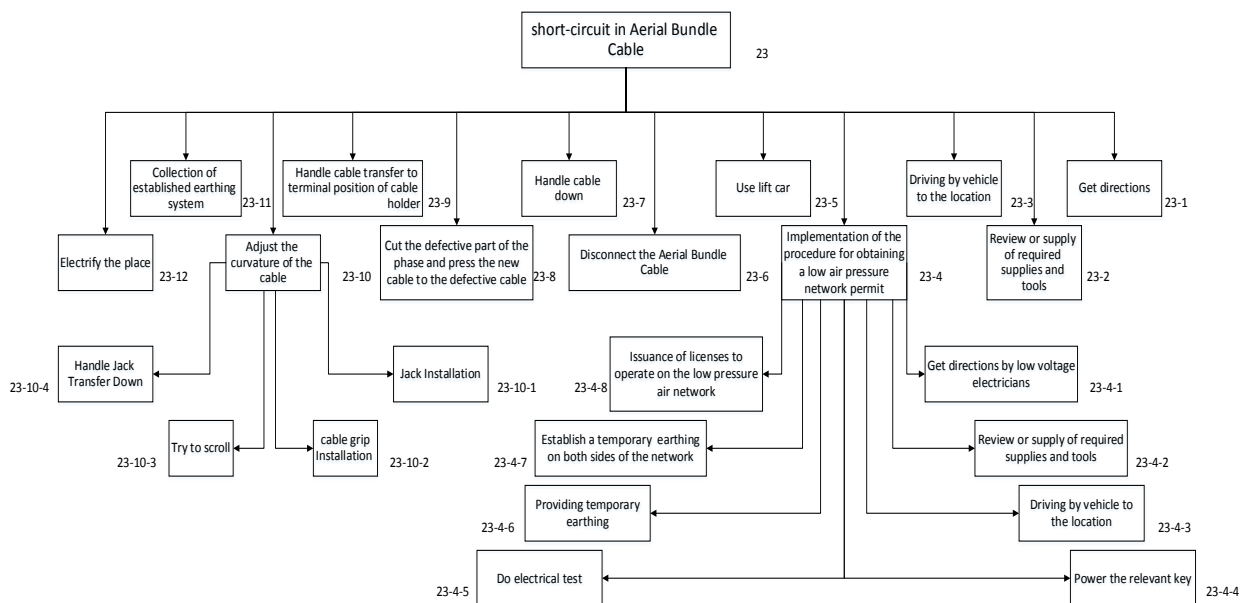 short-circuit in Aerial Bundle
Cable
23
Collection of
established earthing
system
23-11
Handle cable transfer to
terminal position of cable
holder
23-9
Handle cable
down
23-7
Use lift car
23-5
Driving by vehicle
to the location
23-3
Get directions
23-1
Electrify the place
23-12
Adjust the
curvature of the
cable
23-10
Cut the defective part of the
phase and press the new
cable to the defective cable
23-8
Disconnect the Aerial Bundle
Cable
23-6
Implementation of the
procedure for obtaining
a low air pressure
network permit
23-4
Review or supply
of required
supplies and
tools
23-2
23-10-4
Handle Jack
Transfer Down
Jack Installation
23-10-1
23-4-8
Issuance of licenses to
operate on the low pressure
air network
Get directions by low voltage
electricians
23-4-1
23-10-3
Try to scroll
cable grip
Installation
23-10-2
23-4-7
Establish a temporary earthing
on both sides of the network
Review or supply of required
supplies and tools
23-4-2
23-4-6
Providing temporary
earthing
Driving by vehicle
to the location
23-4-3
23-4-5
Do electrical test
Power the relevant key
23-4-4